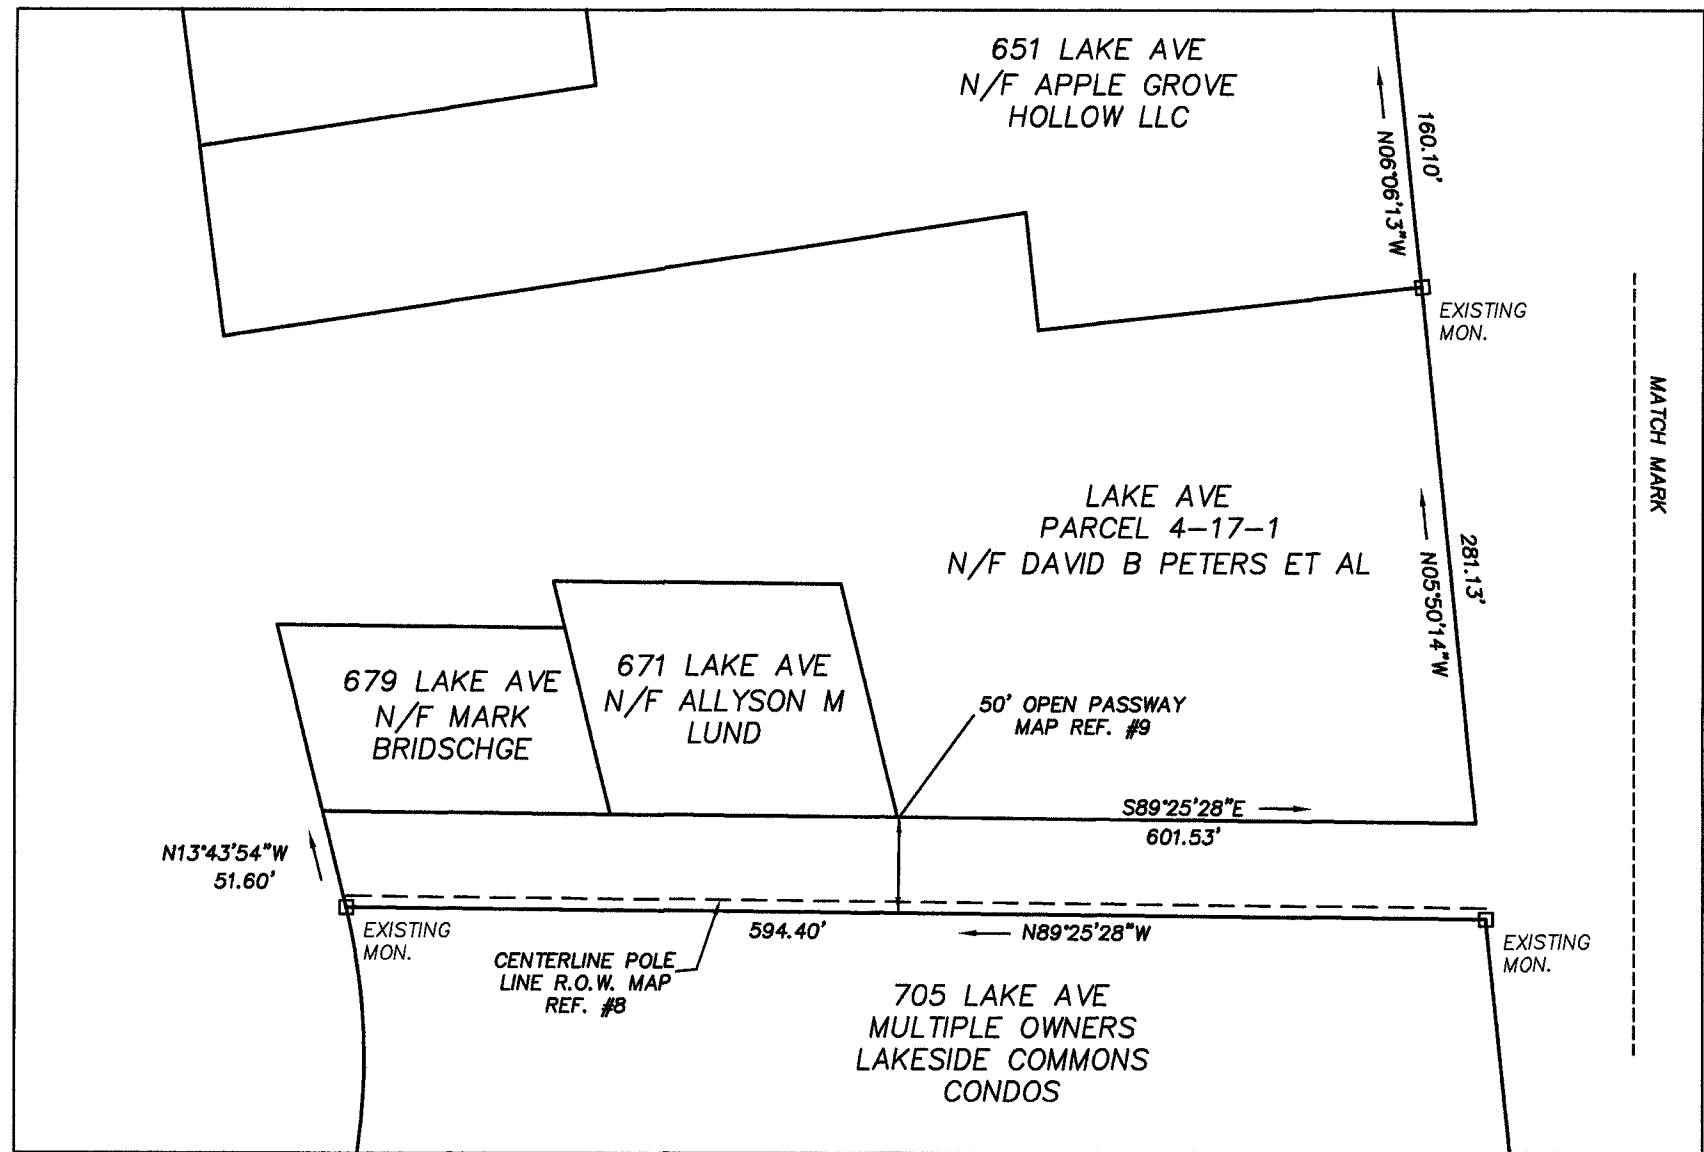 651 LAKE AVE
N/F APPLE GROVE
HOLLOW LLC
160.10'
N06°06'13"W
EXISTING
MON.
MATCH MARK
LAKE AVE
PARCEL 4-17-1
N/F DAVID B PETERS ET AL
281.13'
N05°50'14"W
679 LAKE AVE
N/F MARK
BRIDSCHGE
671 LAKE AVE
N/F ALLYSON M
LUND
50' OPEN PASSWAY
MAP REF. #9
S89°25'28"E
601.53'
N13°43'54"W
51.60'
EXISTING
MON.
594.40'
N89°25'28"W
EXISTING
MON.
CENTERLINE POLE
LINE R.O.W. MAP
REF. #8
705 LAKE AVE
MULTIPLE OWNERS
LAKESIDE COMMONS
CONDOS